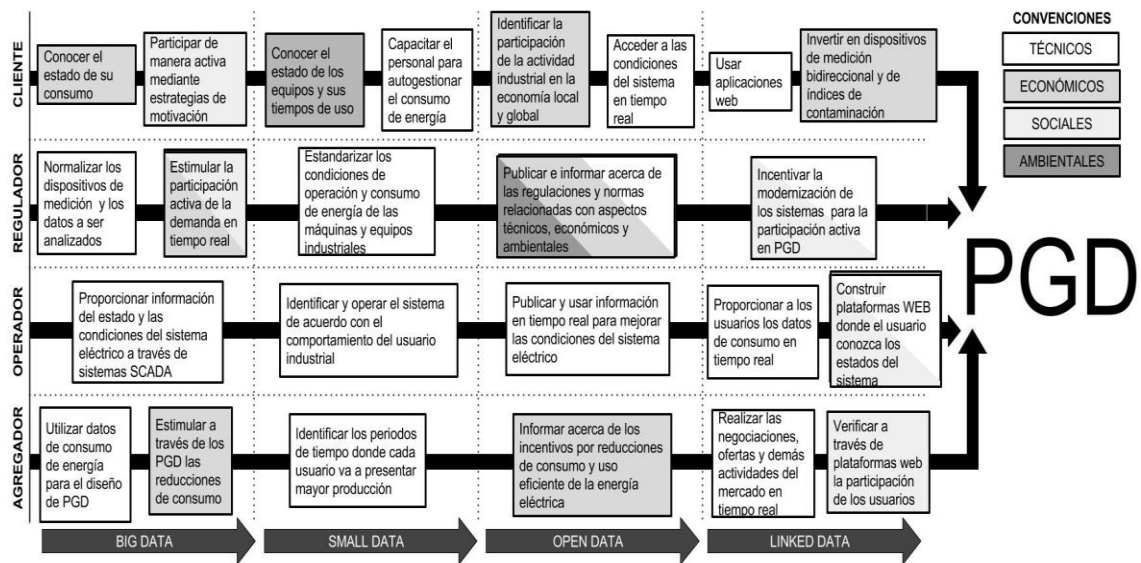 CONVENCIONES
TÉCNICOS
ECONÓMICOS
SOCIALES
AMBIENTALES
CLIENTE
Conocer el
estado de su
consumo
Participar de
manera activa
mediante
estrategias de
motivación
Conocer el
estado de los
equipos y sus
tiempos de uso
Capacitar el
personal para
autogestionar
el consumo
de energía
Identificar la
participación
de la actividad
industrial en la
economía local
y global
Acceder a las
condiciones
del sistema
en tiempo
real
Usar
aplicaciones
web
Invertir en dispositivos
de medición
bidireccional y de
índices de
contaminación
REGULADOR
Normalizar los
dispositivos de
medición y los
datos a ser
analizados
Estimular la
participación
activa de la
demanda en
tiempo real
Estandarizar los
condiciones de
operación y consumo
de energía de las
máquinas y equipos
industriales
Publicar e informar acerca de
las regulaciones y normas
relacionadas con aspectos
técnicos, económicos y
ambientales
Incentivar la
modernización de
los sistemas para la
participación activa
en PGD
PGD
OPERADOR
Proporcionar información
del estado y las
condiciones del sistema
eléctrico a través de
sistemas SCADA
Identificar y operar el sistema
de acuerdo con el
comportamiento del usuario
industrial
Publicar y usar información
en tiempo real para mejorar
las condiciones del sistema
eléctrico
Proporcionar a los
usuarios los datos
de consumo en
tiempo real
Construir
plataformas WEB
donde el usuario
conozca los
estados del
sistema
AGREGADOR
Utilizar datos
de consumo
de energía
para el diseño
de PGD
Estimular a
través de los
PGD las
reducciones
de consumo
Identificar los periodos
de tiempo donde cada
usuario va a presentar
mayor producción
Informar acerca de los
incentivos por reducciones
de consumo y uso
eficiente de la energía
eléctrica
Realizar las
negociaciones,
ofertas y demás
actividades del
mercado en
tiempo real
Verificar a
través de
plataformas web
la participación
de los usuarios
BIG DATA
SMALL DATA
OPEN DATA
LINKED DATA